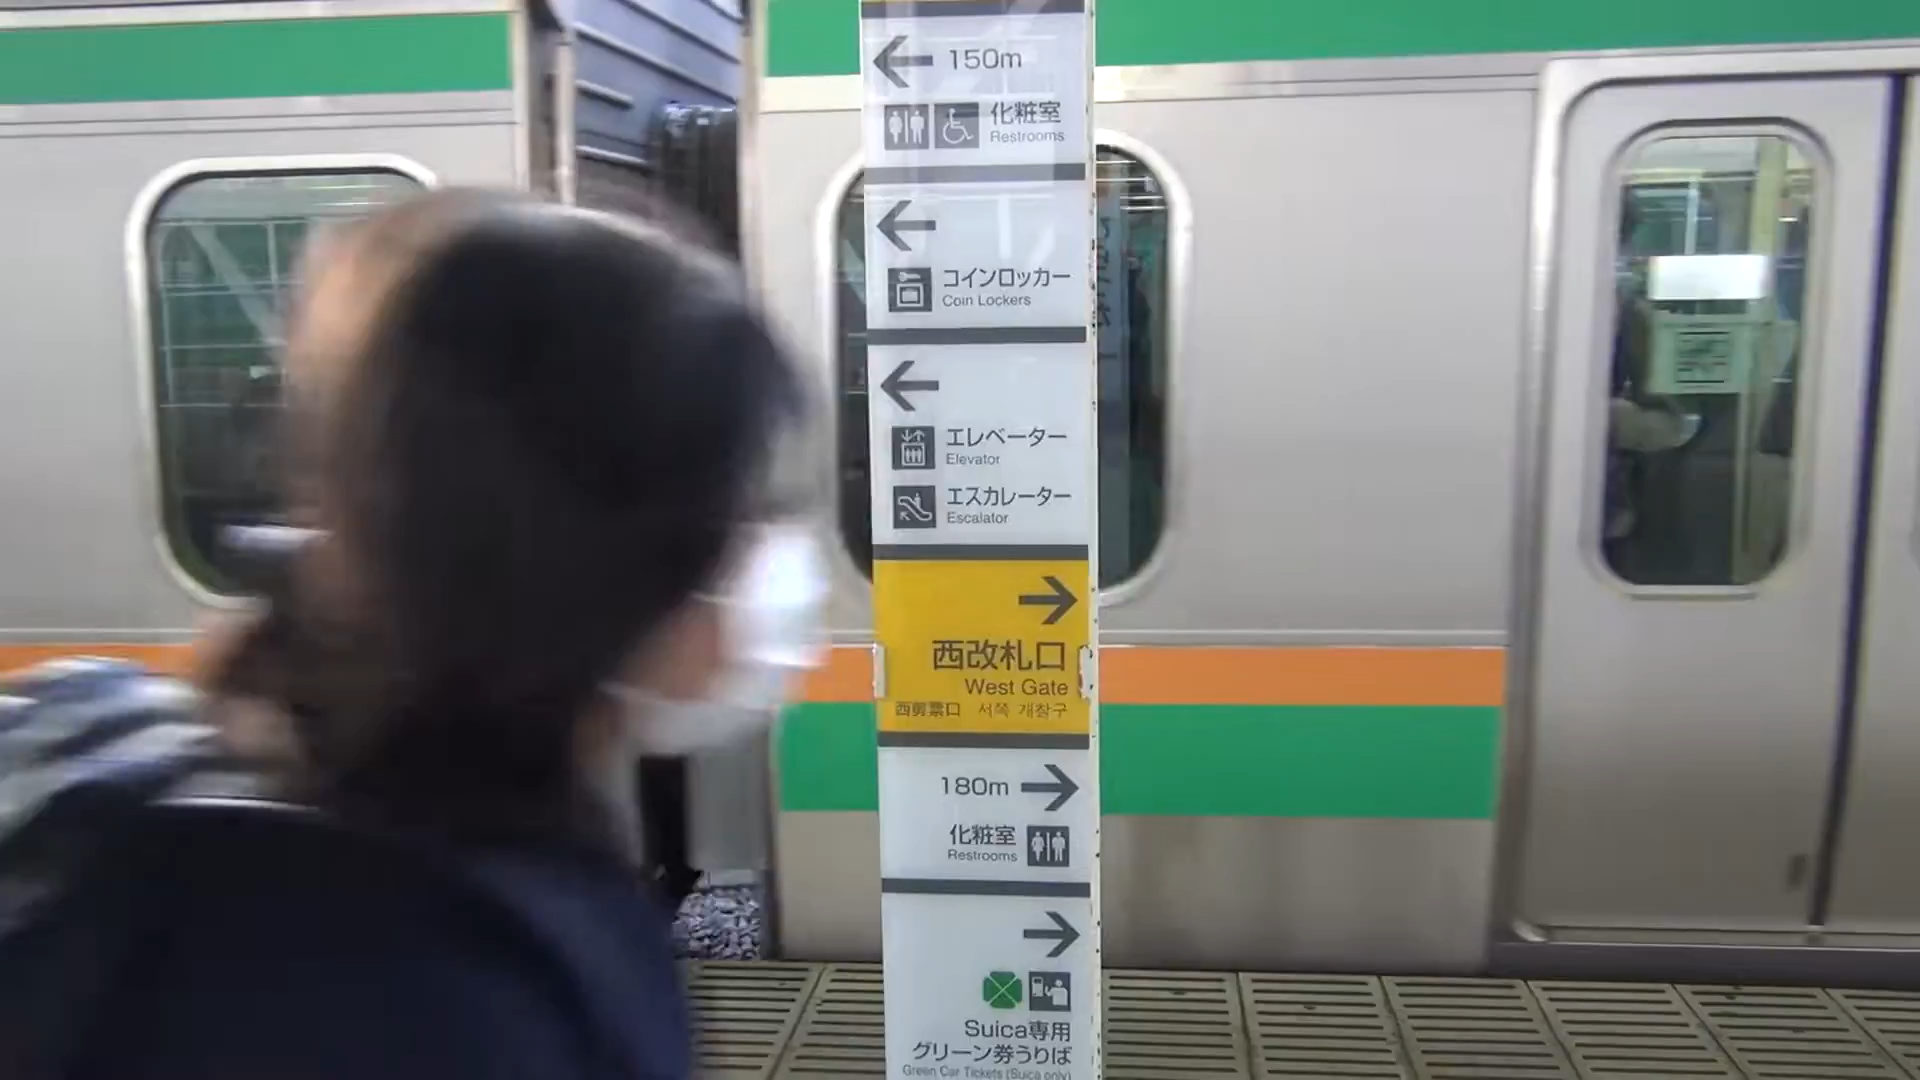 150m
化粧室
Restrooms
コインロッカー
Coin Lockers
エレベーター
Elevator
エスカレーター
Escalator
西改札口
West Gate
西剪票口 서쪽 개찰구
180m
化粧室
Restrooms
Suica専用
グリーン券うりば
Green Car Tickets (Suica only)